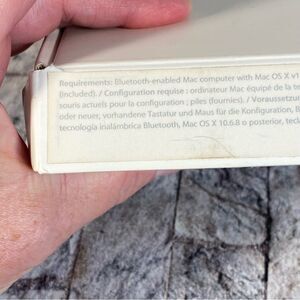 Requirements: Bluetooth-enabled Mac computer with Mac OS X v1
(included). / Configuration requise : ordinateur Mac équipé de la te
souris actuels pour la configuration ; piles (fournies). / Voraussetzu
oder neuer, vorhandene Tastatur und Maus für die Konfiguration, B
tecnología inalámbrica Bluetooth, Mac OS X 10.6.8 o posterior, tecl